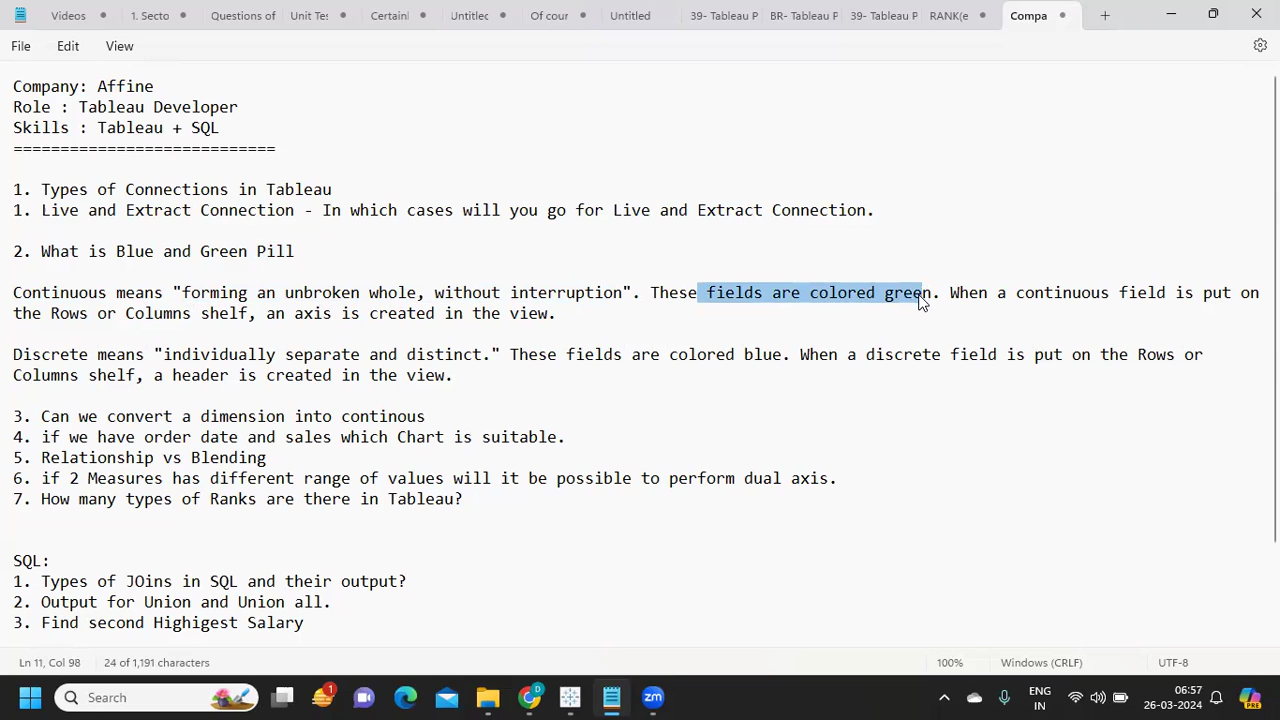 Videos
1. Secto
Questions of
Unit Tes
Certaini
Untitlec
Of cour
Untitled
39- Tableau P
BR- Tableau P
39- Tableau P
RANK(e
Compa
File
Edit
View
Company: Affine
Role : Tableau Developer
Skills : Tableau + SQL
============================
1. Types of Connections in Tableau
1. Live and Extract Connection - In which cases will you go for Live and Extract Connection.
2. What is Blue and Green Pill
Continuous means "forming an unbroken whole, without interruption". These fields are colored green. When a continuous field is put on
the Rows or Columns shelf, an axis is created in the view.
Discrete means "individually separate and distinct." These fields are colored blue. When a discrete field is put on the Rows or
Columns shelf, a header is created in the view.
3. Can we convert a dimension into continous
4. if we have order date and sales which Chart is suitable.
5. Relationship vs Blending
6. if 2 Measures has different range of values will it be possible to perform dual axis.
7. How many types of Ranks are there in Tableau?
SQL:
1. Types of JOins in SQL and their output?
2. Output for Union and Union all.
3. Find second Highigest Salary
Ln 11, Col 98
24 of 1,191 characters
100%
Windows (CRLF)
UTF-8
Search
1
D
zm
ENG
IN
06:57
26-03-2024
PRE